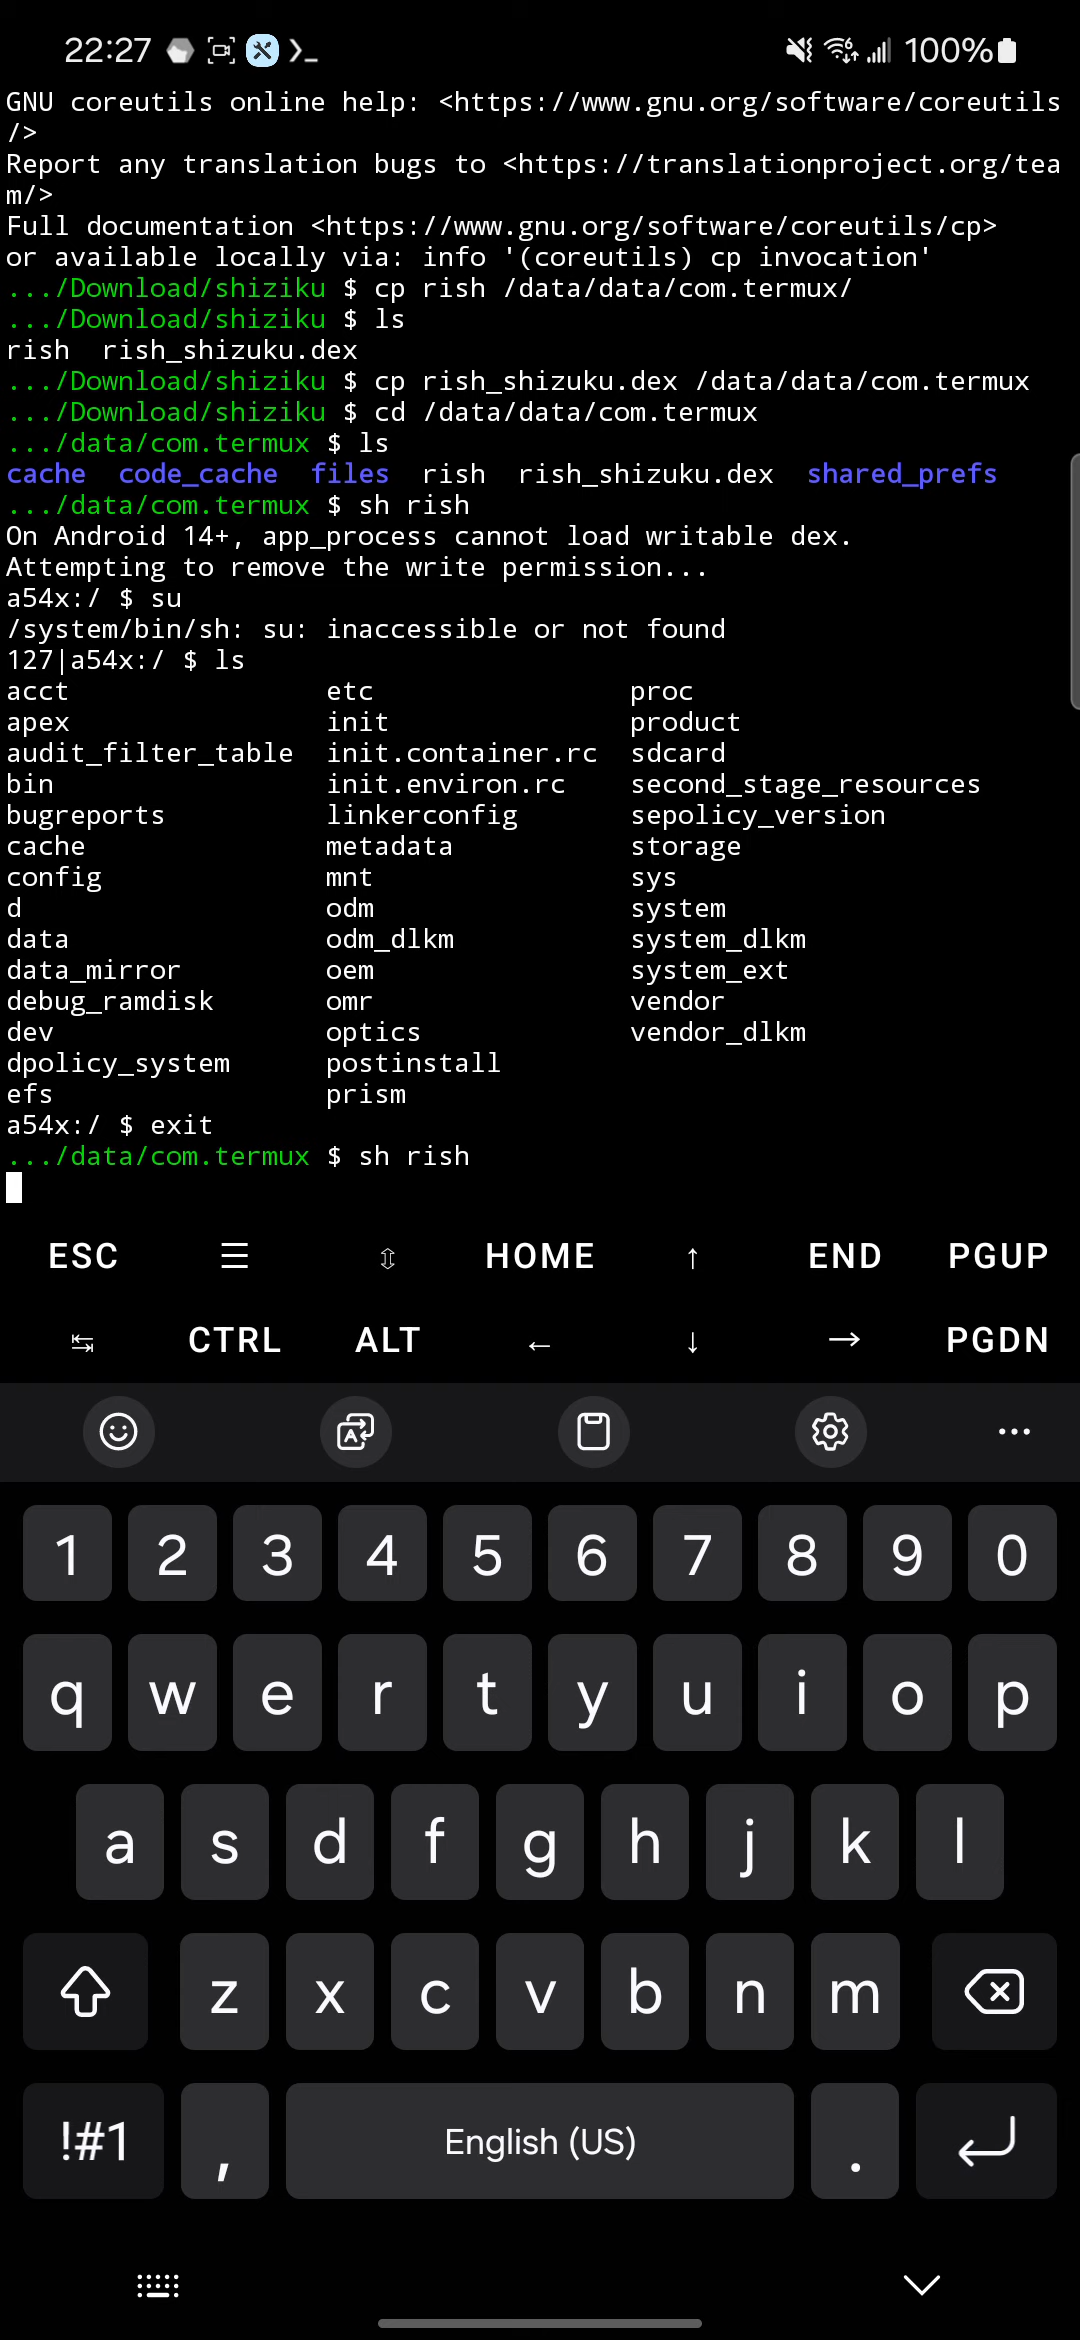 22:27 100%
GNU coreutils online help: <https://www.gnu.org/software/coreutils
/>
Report any translation bugs to <https://translationproject.org/tea
m/>
Full documentation <https://www.gnu.org/software/coreutils/cp>
or available locally via: info '(coreutils) cp invocation'
.../Download/shiziku $ cp rish /data/data/com.termux/
.../Download/shiziku $ ls
rish  rish_shizuku.dex
.../Download/shiziku $ cp rish_shizuku.dex /data/data/com.termux
.../Download/shiziku $ cd /data/data/com.termux
.../data/com.termux $ ls
cache  code_cache  files  rish  rish_shizuku.dex  shared_prefs
.../data/com.termux $ sh rish
On Android 14+, app_process cannot load writable dex.
Attempting to remove the write permission...
a54x:/ $ su
/system/bin/sh: su: inaccessible or not found
127|a54x:/ $ ls
acct etc proc
apex init product
audit_filter_table init.container.rc sdcard
bin init.environ.rc second_stage_resources
bugreports linkerconfig sepolicy_version
cache metadata storage
config mnt sys
d odm system
data odm_dlkm system_dlkm
data_mirror oem system_ext
debug_ramdisk omr vendor
dev optics vendor_dlkm
dpolicy_system postinstall
efs prism
a54x:/ $ exit
.../data/com.termux $ sh rish
ESC ☰ ⇳ HOME ↑ END PGUP
↹ CTRL ALT ← ↓ → PGDN
1 2 3 4 5 6 7 8 9 0
q w e r t y u i o p
a s d f g h j k l
z x c v b n m
!#1 , English (US) .